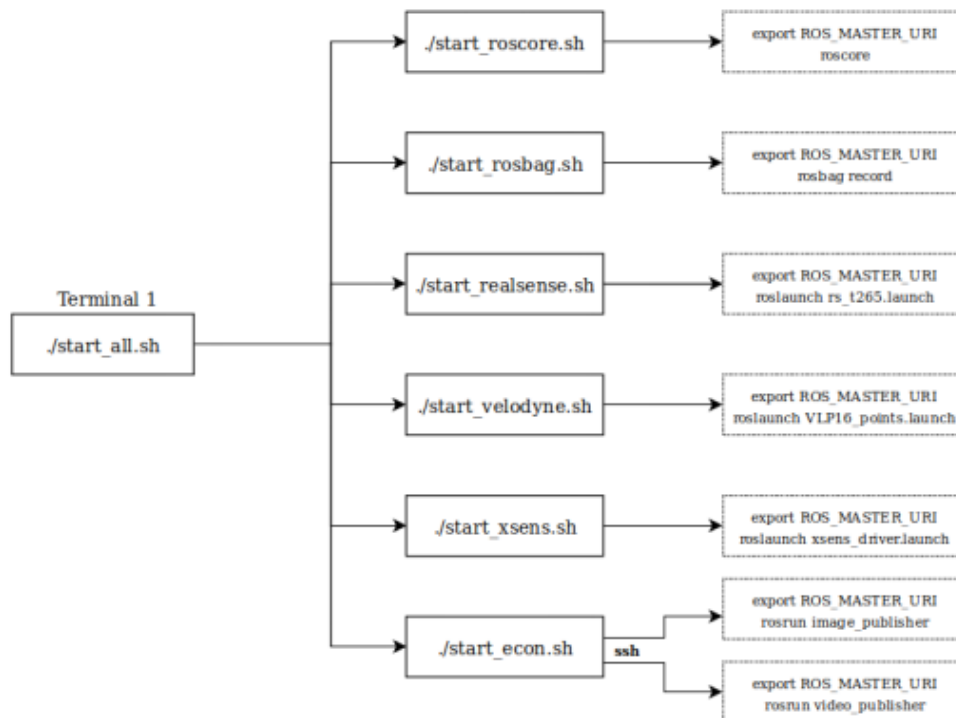 ./start_roscore.sh
export ROS_MASTER_URI
roscore
./start_rosbag.sh
export ROS_MASTER_URI
rosbag record
./start_realsense.sh
export ROS_MASTER_URI
roslaunch rs_t265.launch
Terminal 1
./start_all.sh
./start_velodyne.sh
export ROS_MASTER_URI
roslaunch VLP16_points.launch
./start_xsens.sh
export ROS_MASTER_URI
roslaunch xsens_driver.launch
./start_econ.sh
ssh
export ROS_MASTER_URI
rosrun image_publisher
export ROS_MASTER_URI
rosrun video_publisher